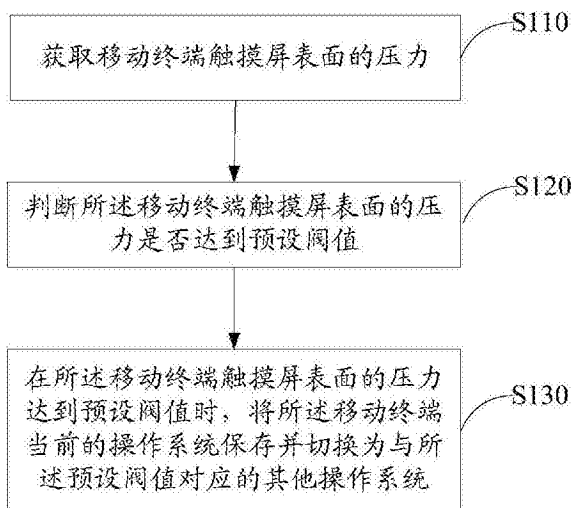 获取移动终端触摸屏表面的压力
S110
判断所述移动终端触摸屏表面的压
力是否达到预设阀值
S120
在所述移动终端触摸屏表面的压力
达到预设阀值时，将所述移动终端
当前的操作系统保存并切换为与所
述预设阀值对应的其他操作系统
S130